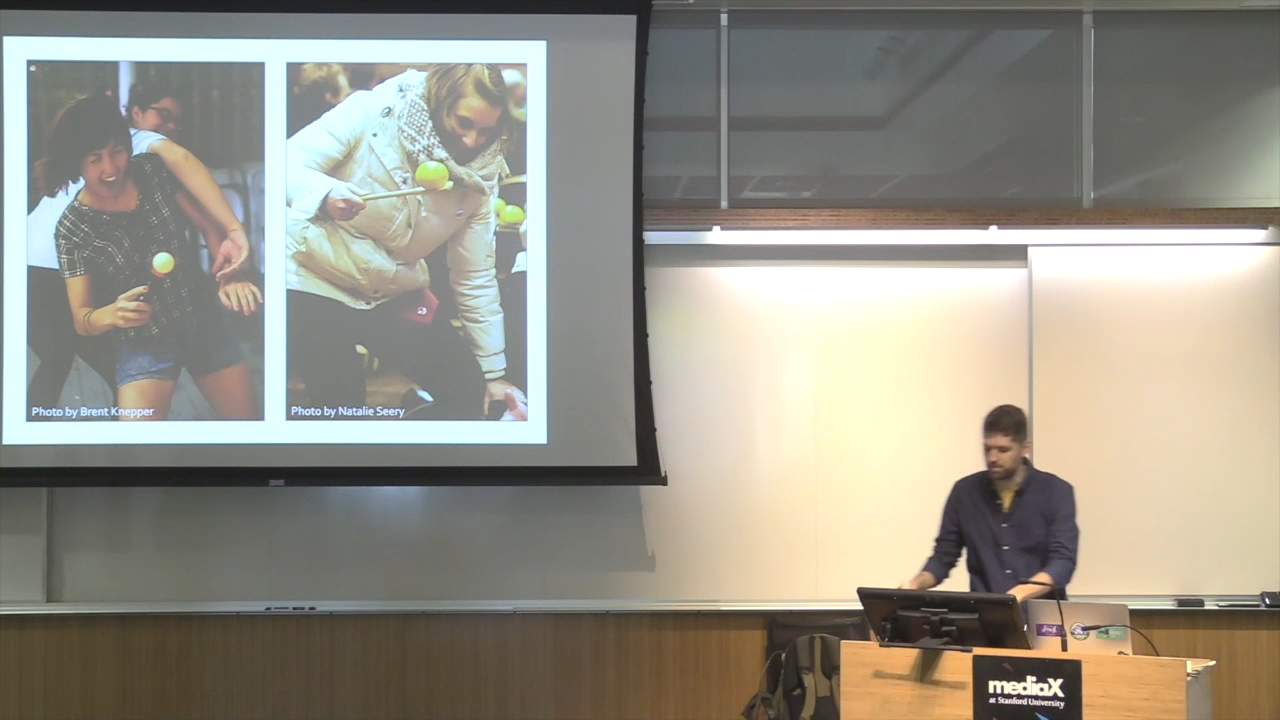 Photo by Brent Knepper
Photo by Natalie Seery
mediaX
at Stanford University